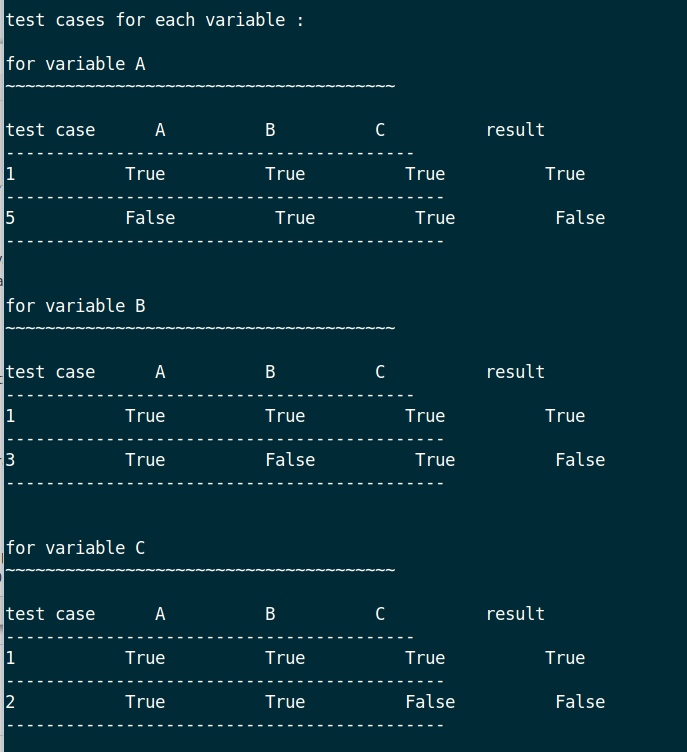 test cases for each variable :
for variable A
~~~~~~~~~~~~~~~~~~~~~~~~~~~~~~~~~~~~~~~
test case      A          B          C          result
-----------------------------------------
1           True          True          True          True
--------------------------------------------
5           False          True          True          False
--------------------------------------------
for variable B
~~~~~~~~~~~~~~~~~~~~~~~~~~~~~~~~~~~~~~~
test case      A          B          C          result
-----------------------------------------
1           True          True          True          True
--------------------------------------------
3           True          False          True          False
--------------------------------------------
for variable C
~~~~~~~~~~~~~~~~~~~~~~~~~~~~~~~~~~~~~~~
test case      A          B          C          result
-----------------------------------------
1           True          True          True          True
--------------------------------------------
2           True          True          False          False
--------------------------------------------